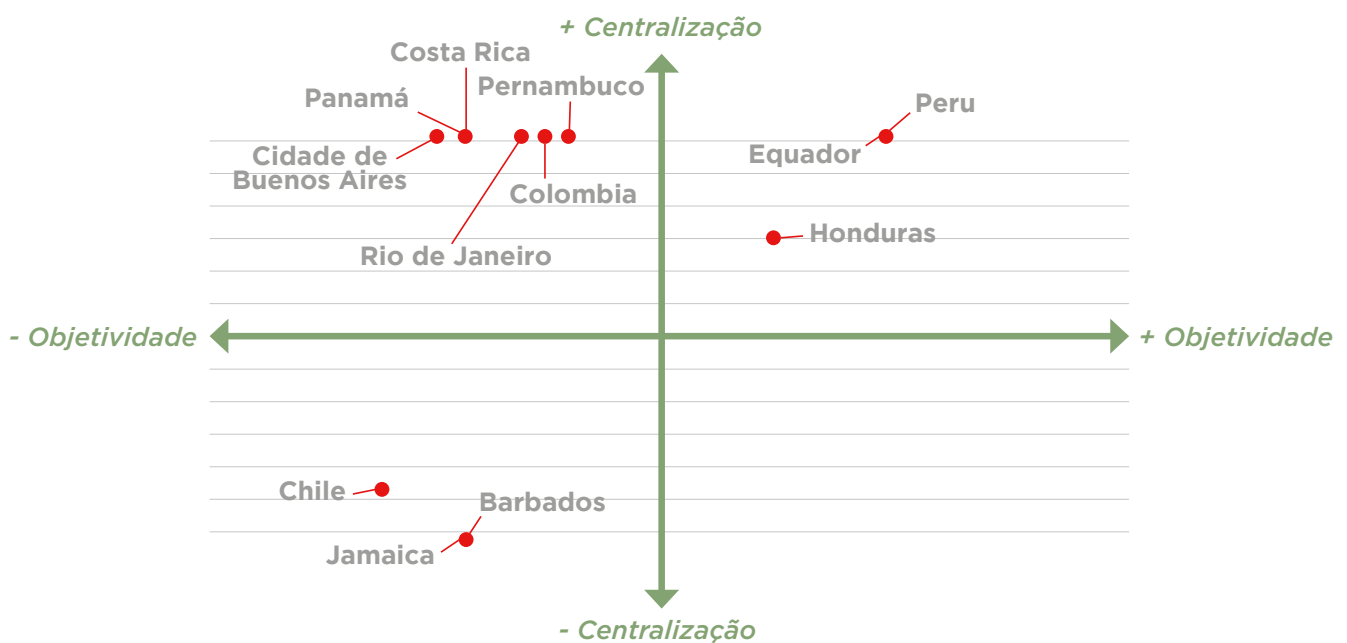 + Centralização
Costa Rica
Pernambuco
Panamá
Peru
Cidade de
Buenos Aires
Equador
Colombia
Honduras
Rio de Janeiro
- Objetividade
+ Objetividade
Chile
Barbados
Jamaica
- Centralização